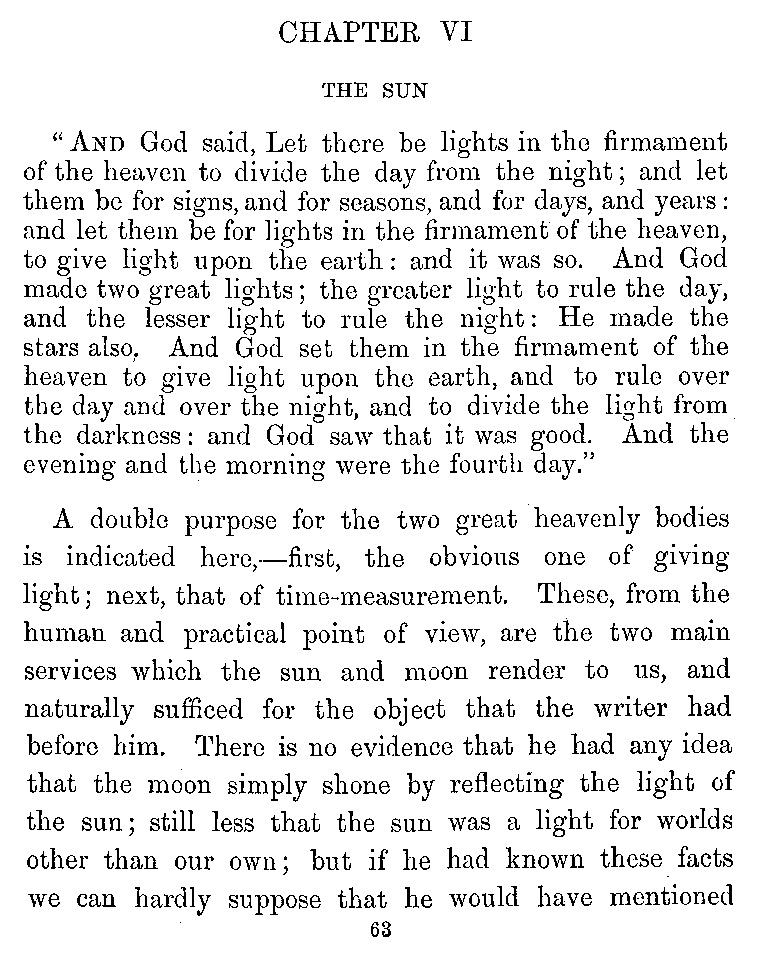 CHAPTER VI
THE SUN
“ AND God said, Let there be lights in the firmament
of the heaven to divide the day from the night; and let
them be for signs, and for seasons, and for days, and years :
and let them be for lights in the firmament of the heaven,
to give light upon the earth: and it was so. And God
made two great lights; the greater light to rule the day,
and the lesser light to rule the night: He made the
stars also. And God set them in the firmament of the
heaven to give light upon the earth, and to rule over
the day and over the night, and to divide the light from
the darkness: and God saw that it was good. And the
evening and the morning were the fourth day.”
A double purpose for the two great heavenly bodies
is indicated here,—first, the obvious one of giving
light; next, that of time-measurement. These, from the
human and practical point of view, are the two main
services which the sun and moon render to us, and
naturally sufficed for the object that the writer had
before him. There is no evidence that he had any idea
that the moon simply shone by reflecting the light of
the sun; still less that the sun was a light for worlds
other than our own; but if he had known these facts
we can hardly suppose that he would have mentioned
63